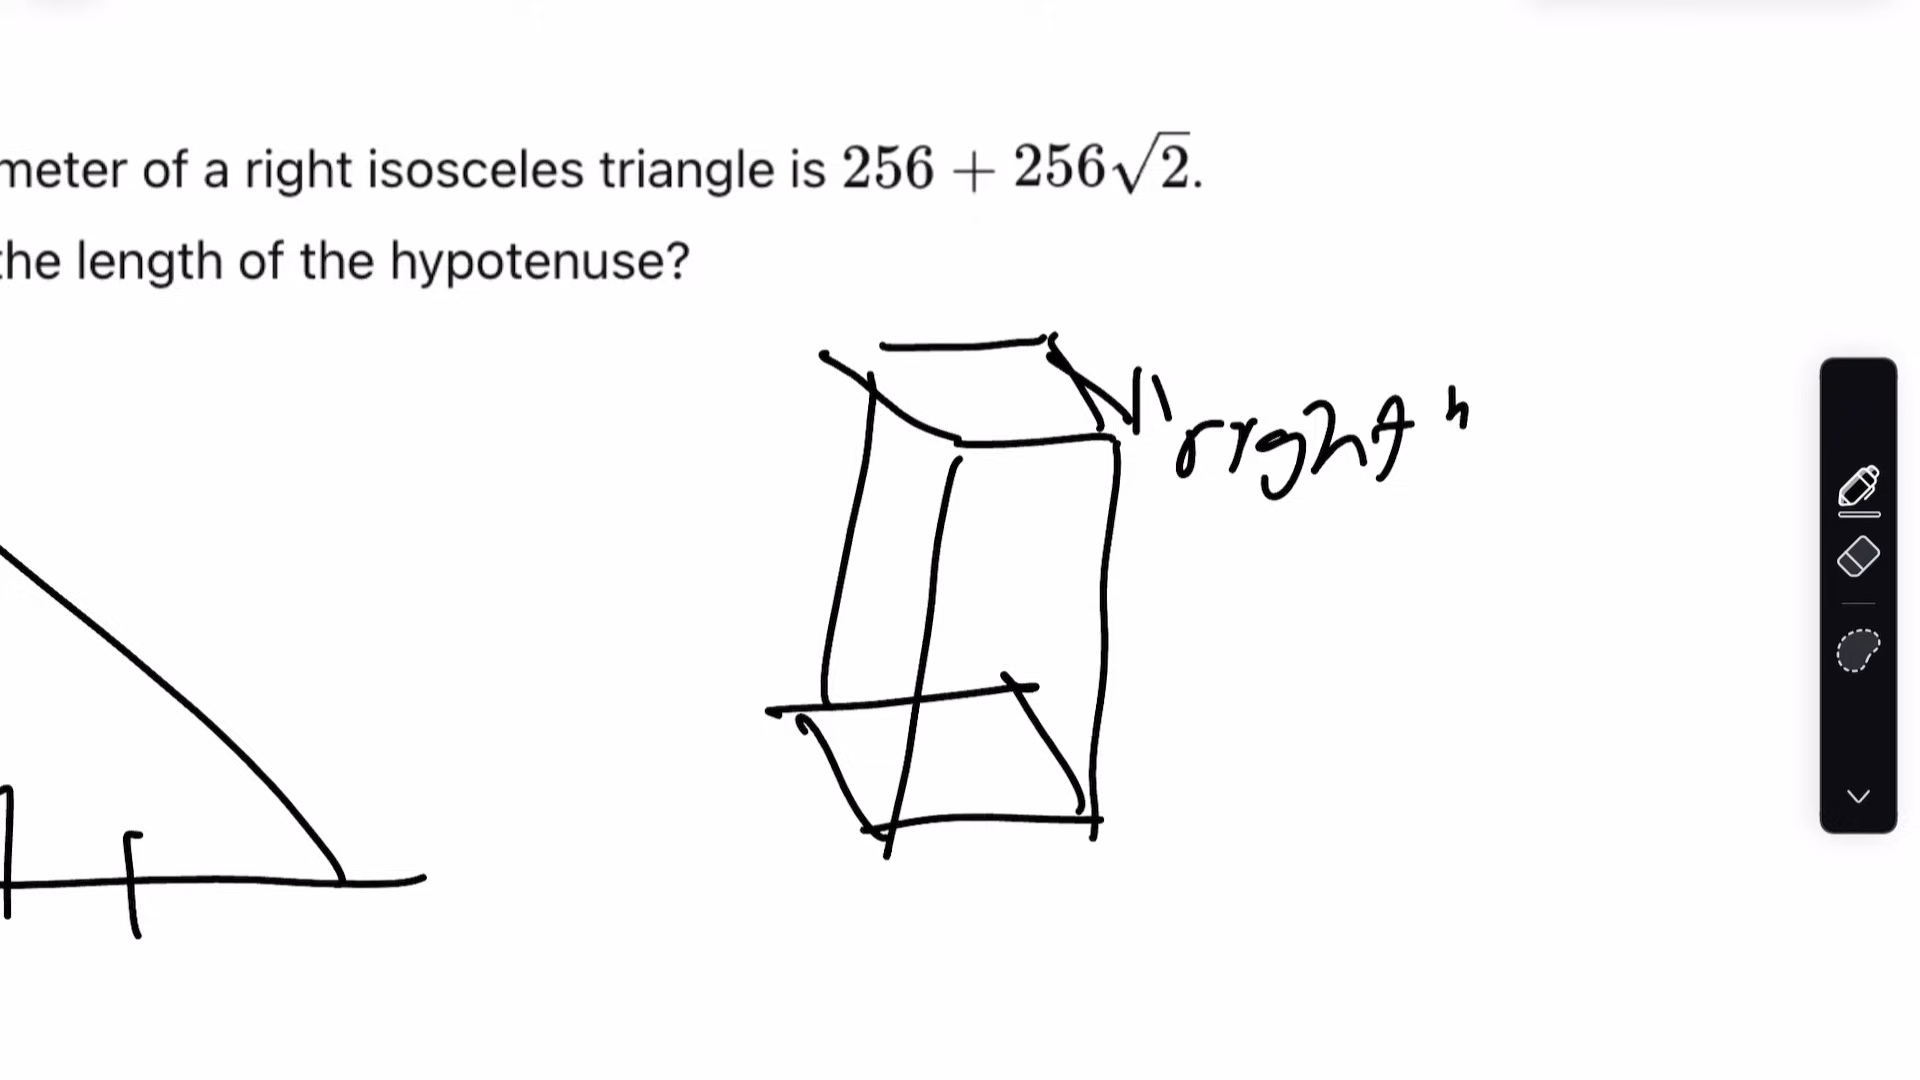 meter of a right isosceles triangle is 256 + 256√2.
the length of the hypotenuse?
"right"